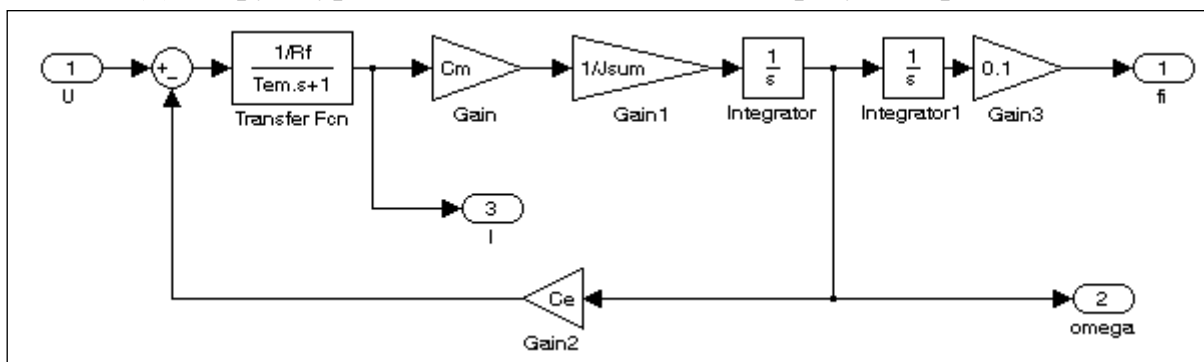 1
U
+
-
1/Rf
Tem.s+1
Transfer Fcn
Cm
Gain
1/Jsum
Gain1
1
s
Integrator
1
s
Integrator1
0.1
Gain3
1
fi
3
I
Ce
Gain2
2
omega